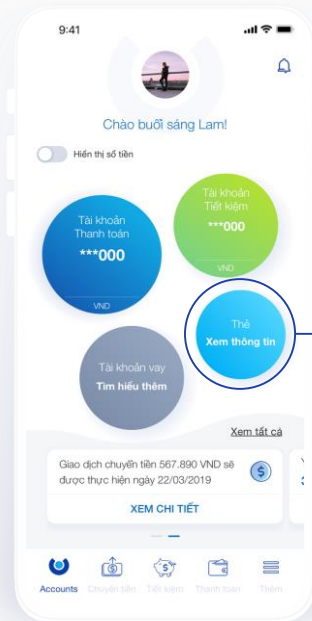 9:41
Chào buổi sáng Lam!
Hiển thị số tiền
Tài khoản
Tiết kiệm
***000
VND
Tài khoản
Thanh toán
***000
VND
Thẻ
Xem thông tin
Tài khoản vay
Tìm hiểu thêm
Xem tất cả
Giao dịch chuyển tiền 567.890 VND sẽ
được thực hiện ngày 22/03/2019
XEM CHI TIẾT
Accounts Chuyển tiền Tiết kiệm Thanh toán Thêm